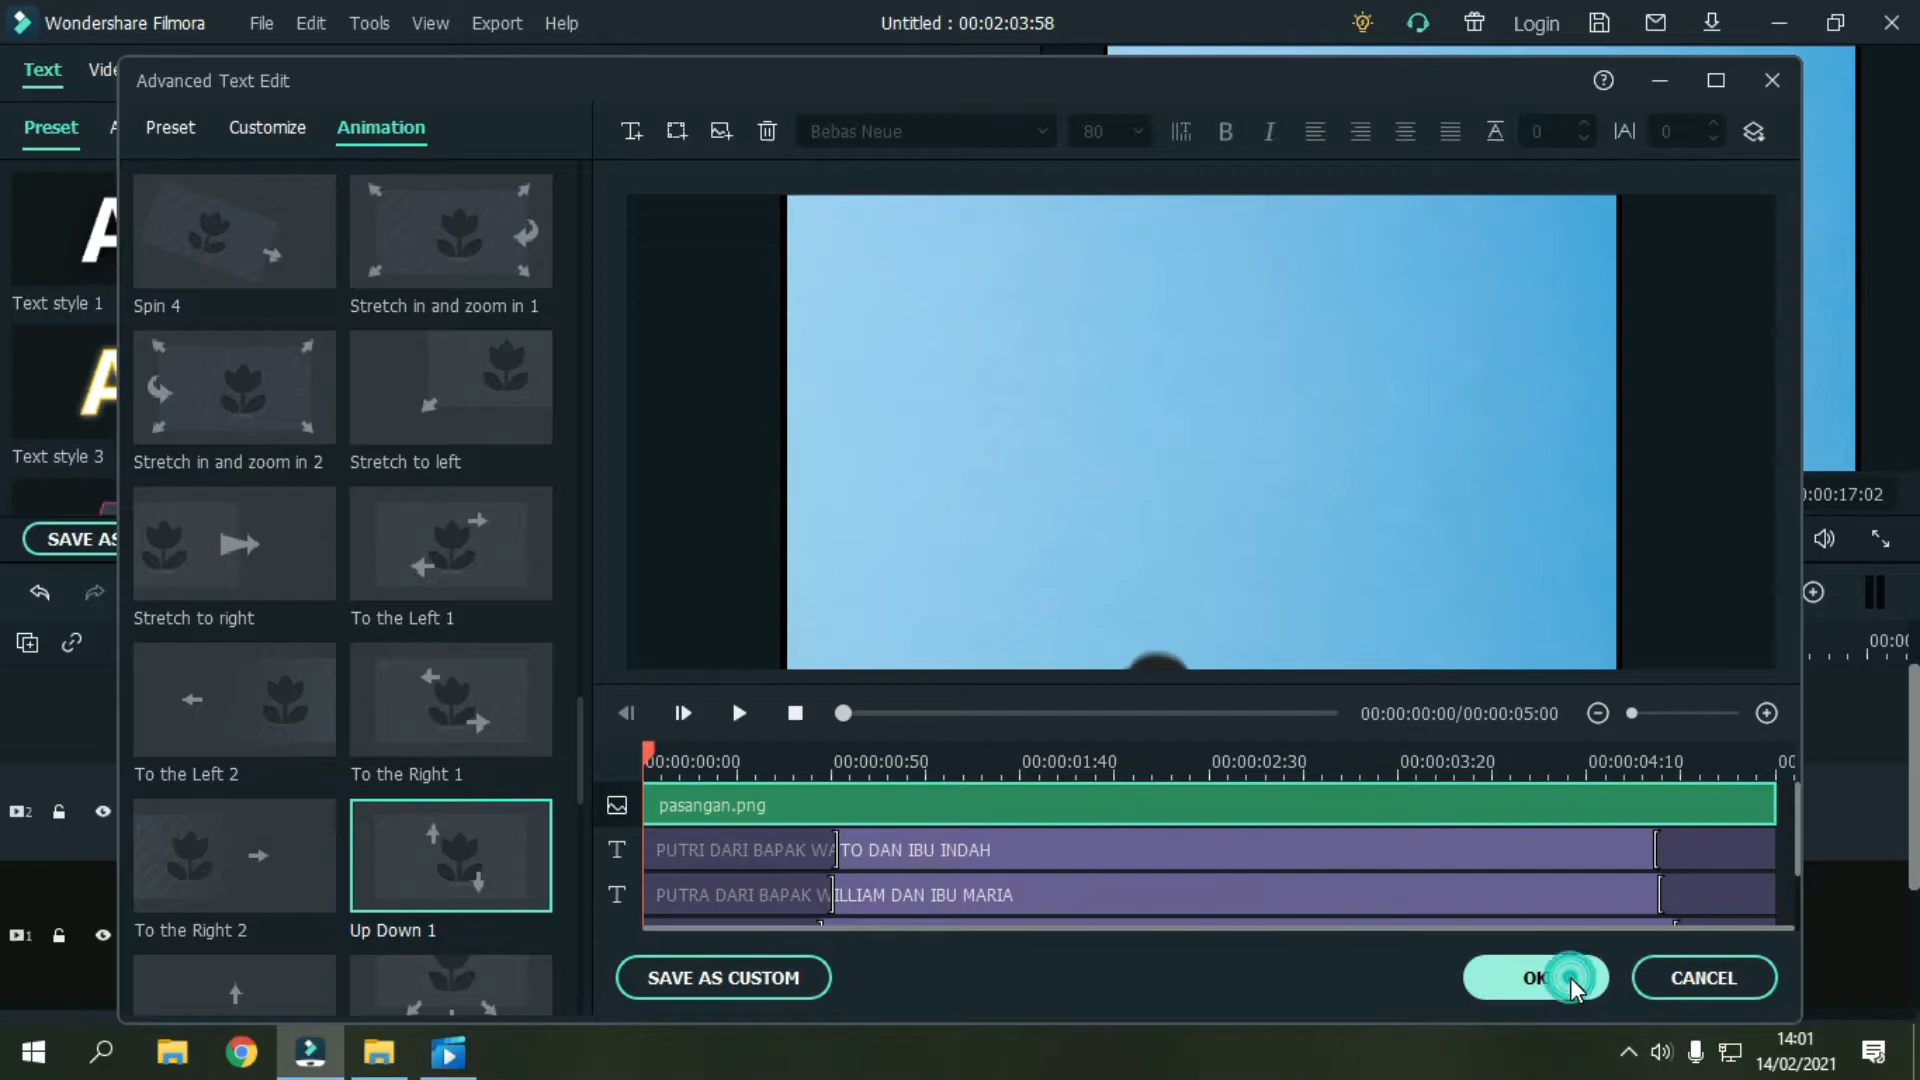 Wondershare Filmora File Edit Tools View Export Help Untitled : 00:02:03:58 Login
Text
Advanced Text Edit
Preset
Preset Customize Animation
Bebas Neue 80 B I A 0 |A| 0
Text style 1
Text style 3
SAVE AS
Spin 4 Stretch in and zoom in 1
Stretch in and zoom in 2 Stretch to left
Stretch to right To the Left 1
To the Left 2 To the Right 1
To the Right 2 Up Down 1
:00:17:02
00:00:00:00/00:00:05:00
00:00:00:00 00:00:00:50 00:00:01:40 00:00:02:30 00:00:03:20 00:00:04:10
pasangan.png
PUTRI DARI BAPAK WATO DAN IBU INDAH
PUTRA DARI BAPAK WILLIAM DAN IBU MARIA
2
1
SAVE AS CUSTOM OK CANCEL
14:01
14/02/2021